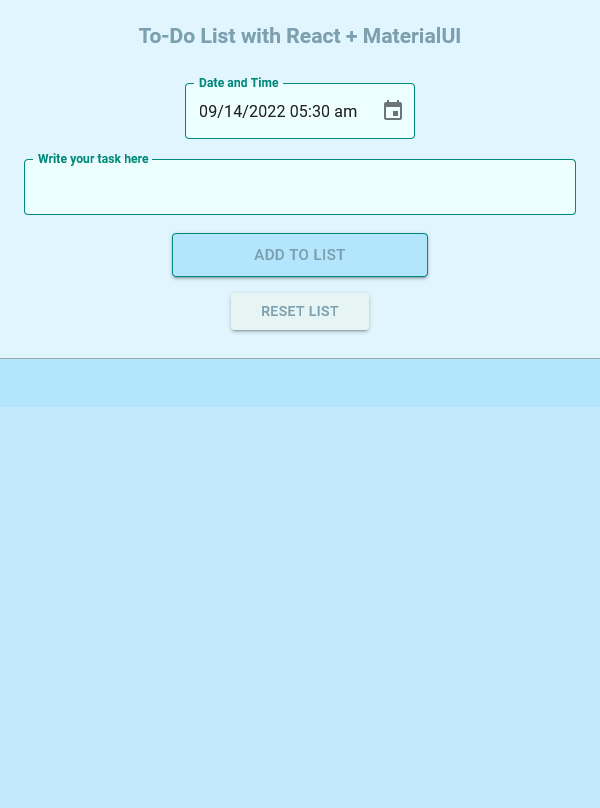 To-Do List with React + MaterialUI
Date and Time
09/14/2022 05:30 am
Write your task here
ADD TO LIST
RESET LIST